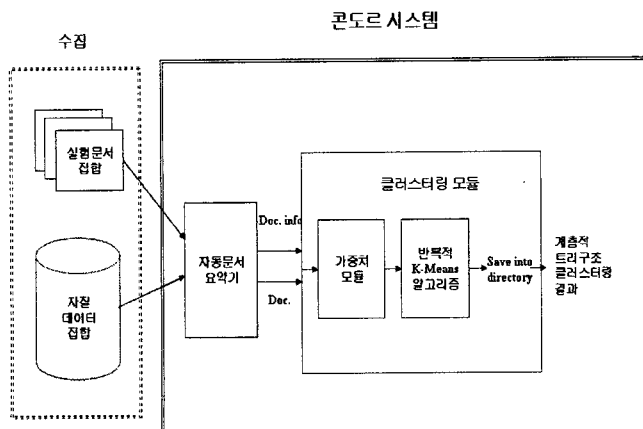 콘도르 시스템
수집
실험문서
집합
자질
데이터
집합
자동문서
요약기
Doc. info
Doc.
클러스터링 모듈
가중치
모듈
반복적
K-Means
알고리즘
Save into
directory
계층적
트리구조
클러스터링
결과